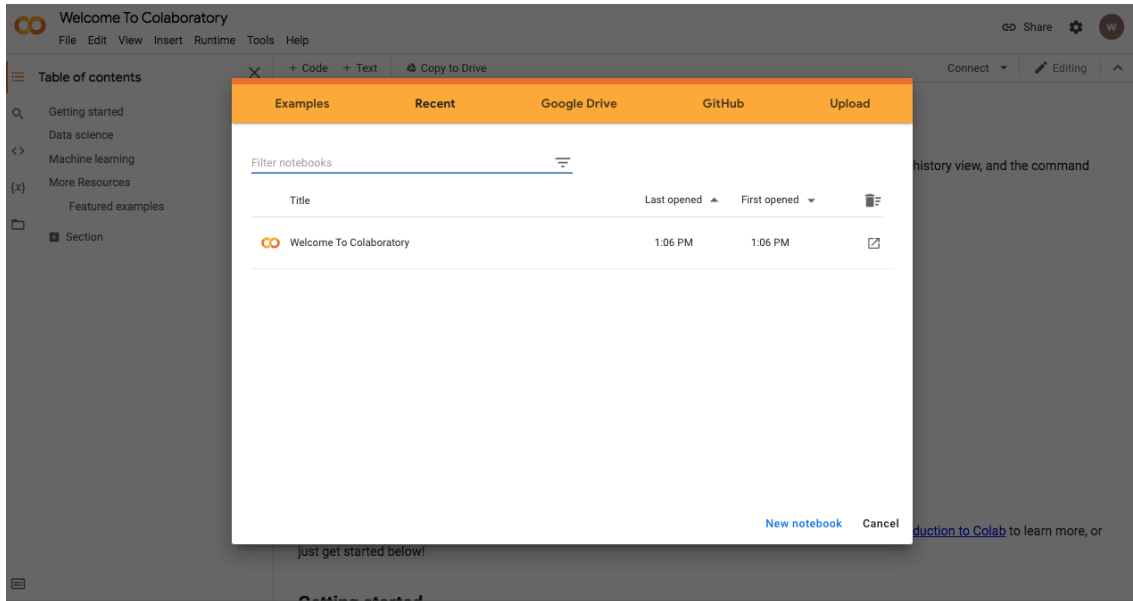 Welcome To Colaboratory
File Edit View Insert Runtime Tools Help
Share
W
Table of contents
+ Code + Text Copy to Drive
Connect
Editing
Getting started
Data science
Machine learning
More Resources
Featured examples
Section
Examples Recent Google Drive GitHub Upload
Filter notebooks
Title Last opened First opened
Welcome To Colaboratory 1:06 PM 1:06 PM
New notebook Cancel
history view, and the command
duction to Colab to learn more, or
just get started below!
Getting started